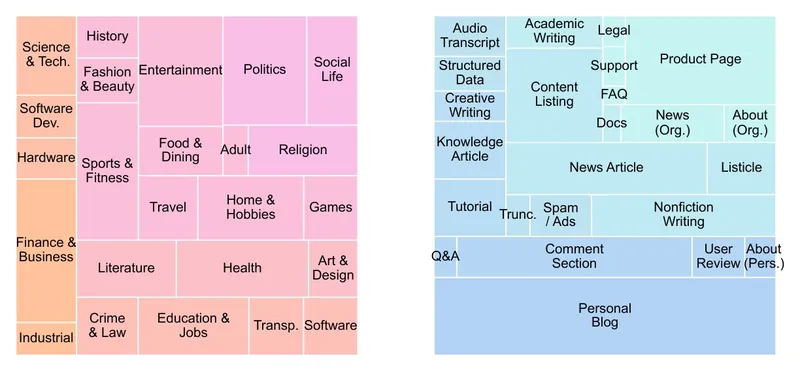 Science
& Tech.
Software
Dev.
Hardware
Finance &
Business
Industrial
History
Fashion
& Beauty
Sports &
Fitness
Entertainment
Politics
Social
Life
Food &
Dining
Adult
Religion
Travel
Home &
Hobbies
Games
Literature
Health
Art &
Design
Crime
& Law
Education &
Jobs
Transp.
Software
Audio
Transcript
Structured
Data
Creative
Writing
Knowledge
Article
Tutorial
Academic
Writing
Content
Listing
Legal
Support
FAQ
Docs
Product Page
News
(Org.)
About
(Org.)
News Article
Listicle
Trunc.
Spam
/ Ads
Nonfiction
Writing
Q&A
Comment
Section
User
Review
About
(Pers.)
Personal
Blog